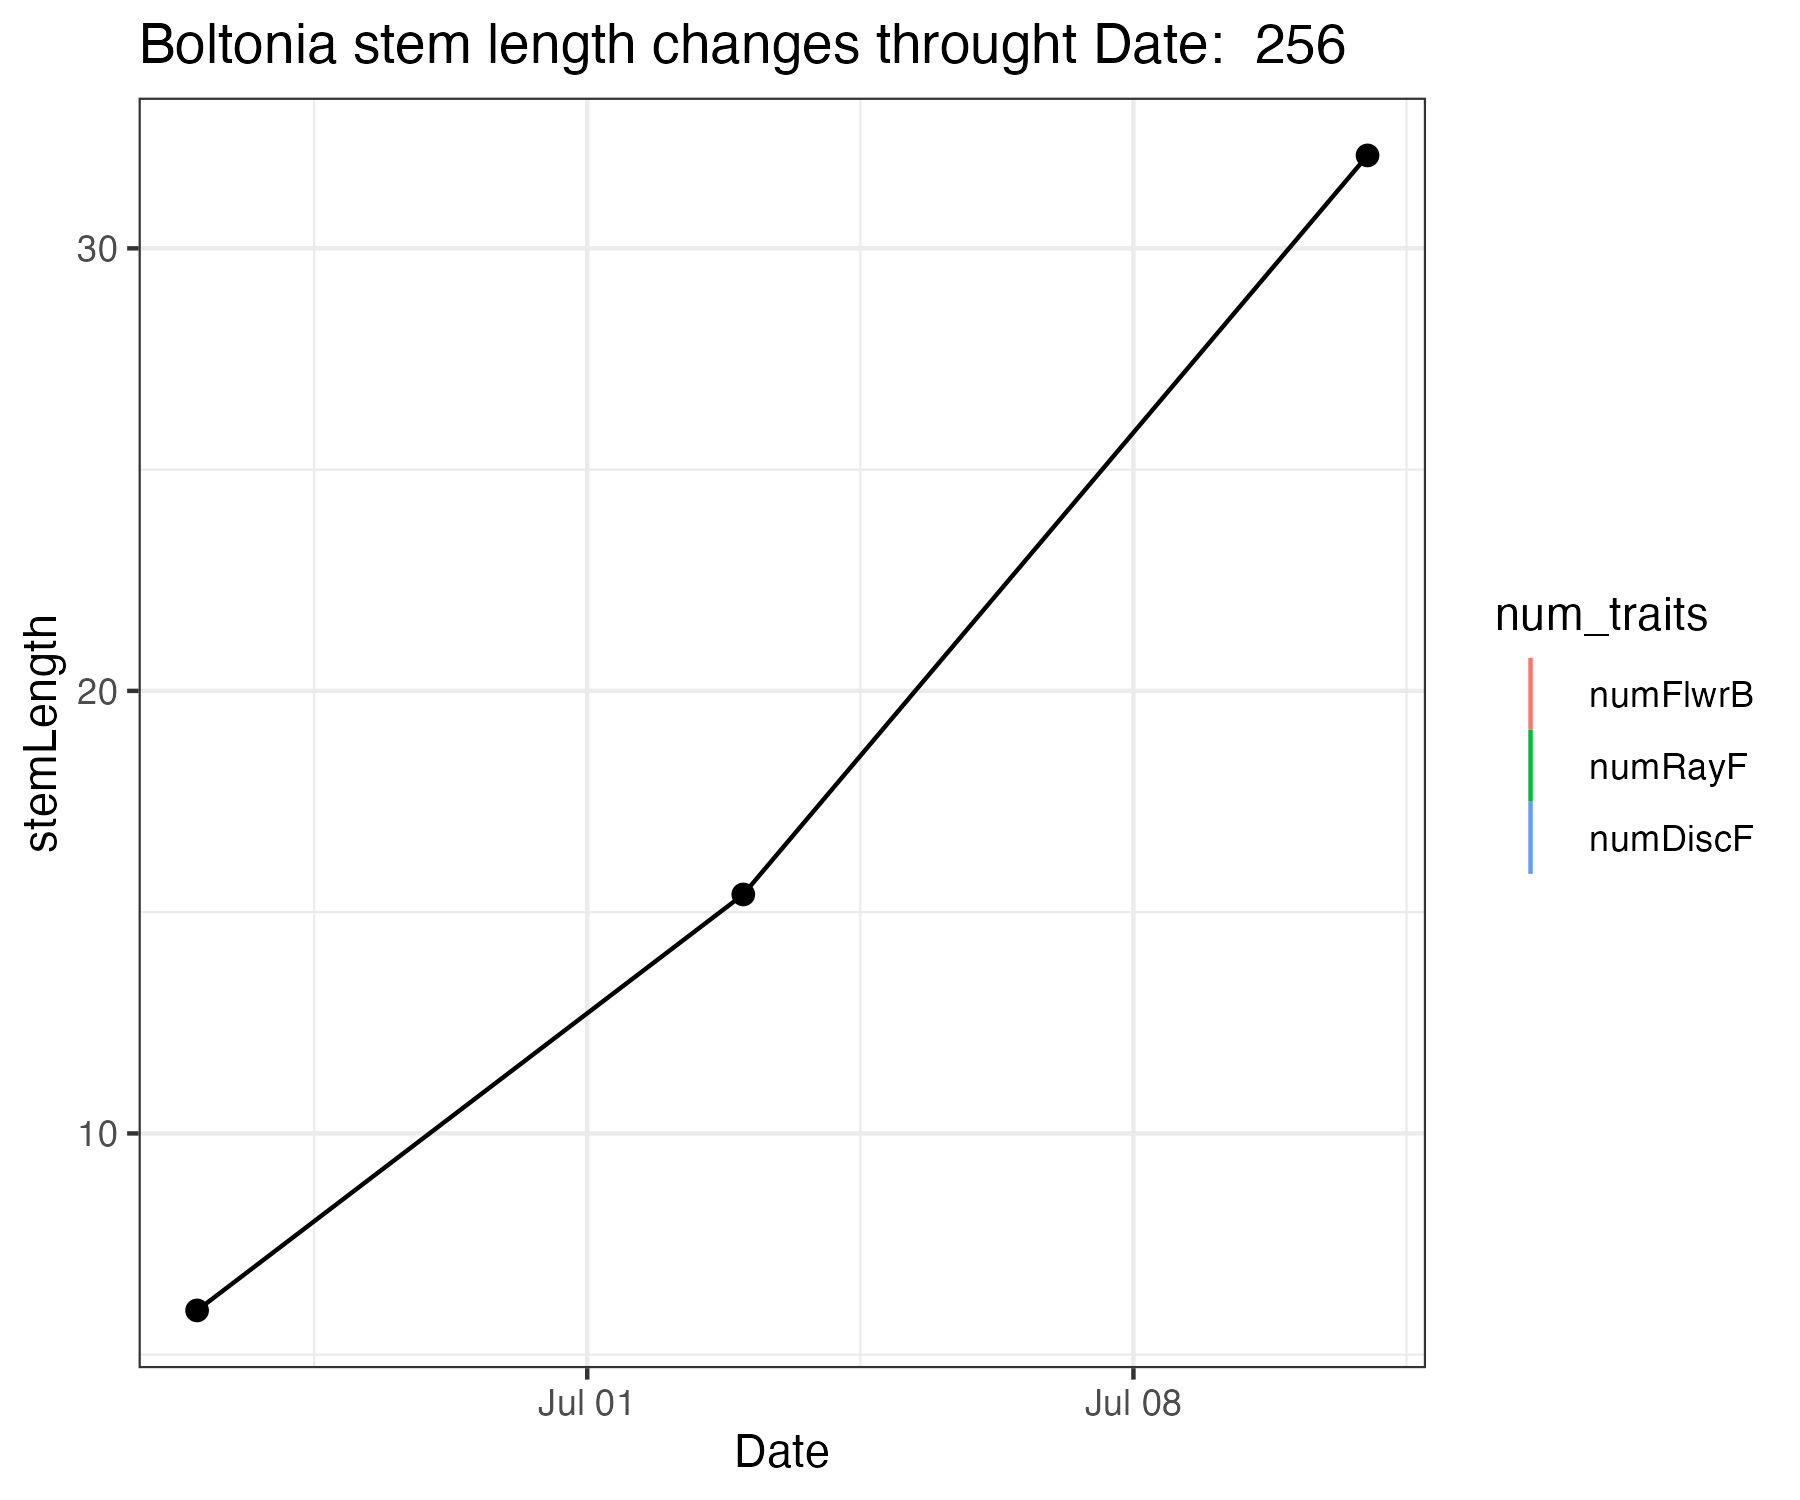 Boltonia stem length changes throught Date:  256
30
20
10
stemLength
Jul 01
Jul 08
Date
num_traits
numFlwrB
numRayF
numDiscF